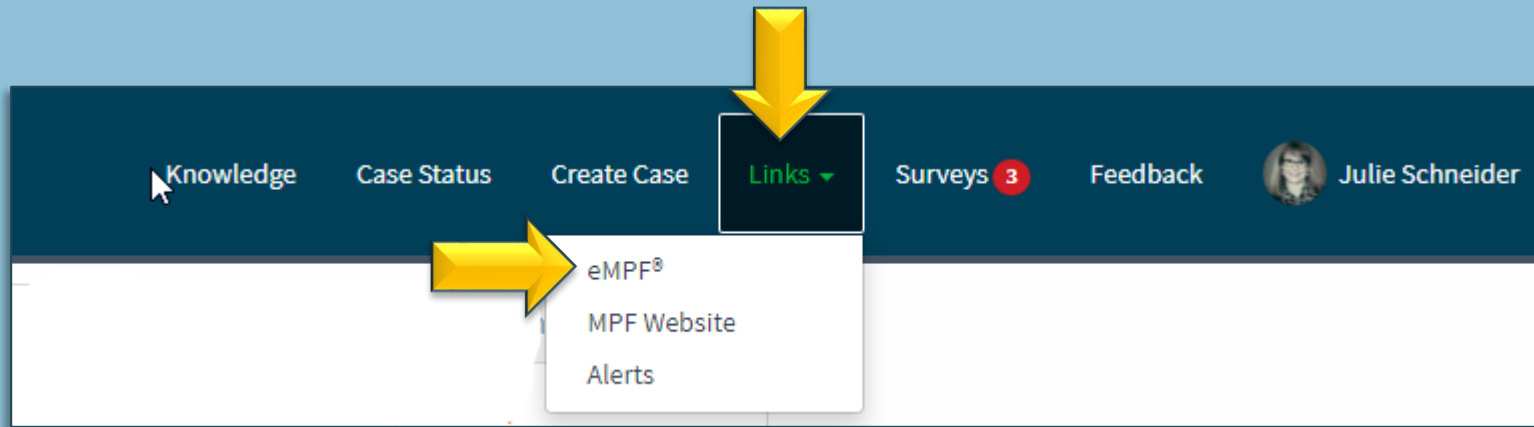 Knowledge Case Status Create Case Links Surveys 3 Feedback Julie Schneider
eMPF®
MPF Website
Alerts